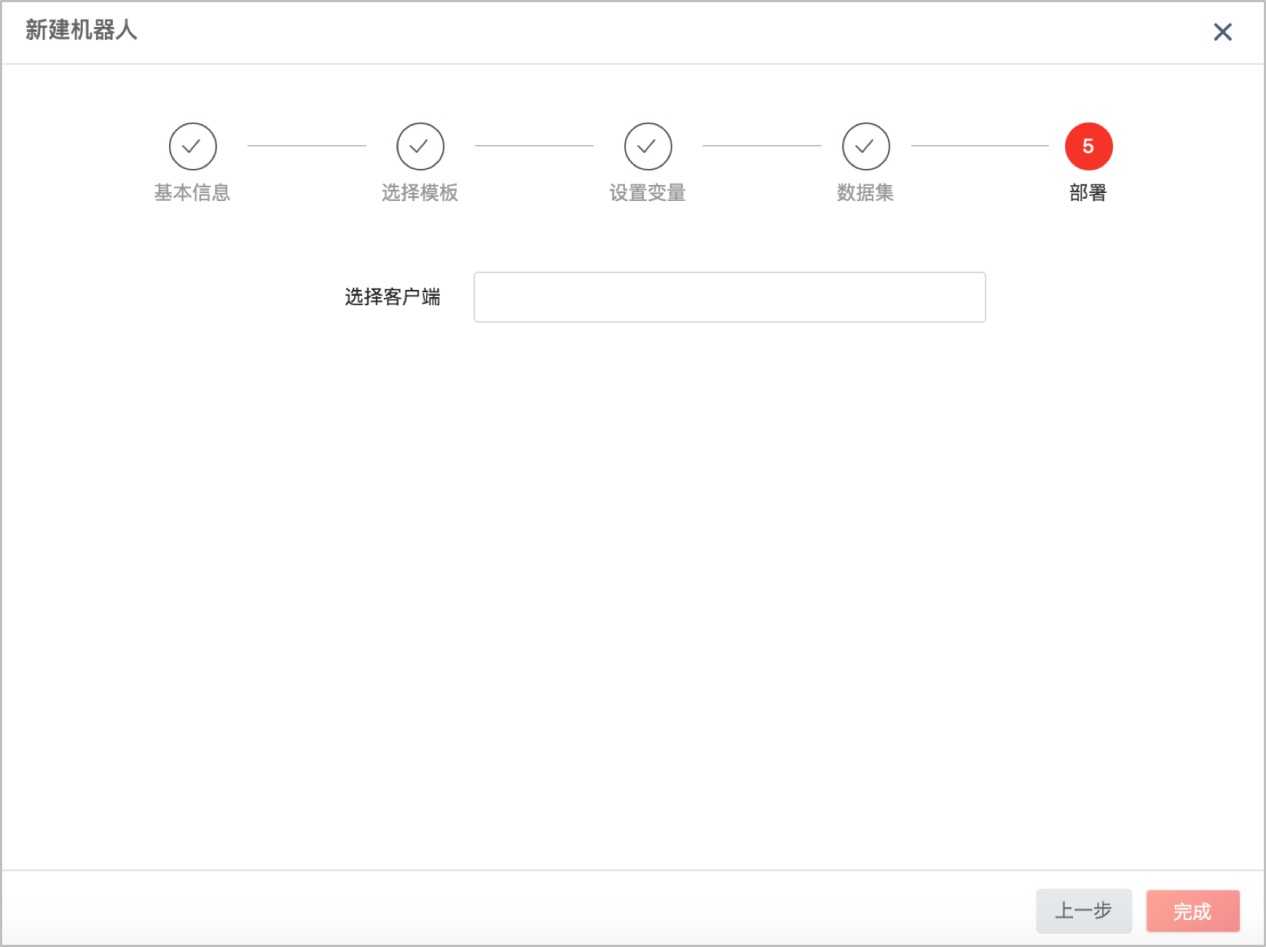 新建机器人
5
基本信息 选择模板 设置变量 数据集 部署
选择客户端
上一步 完成